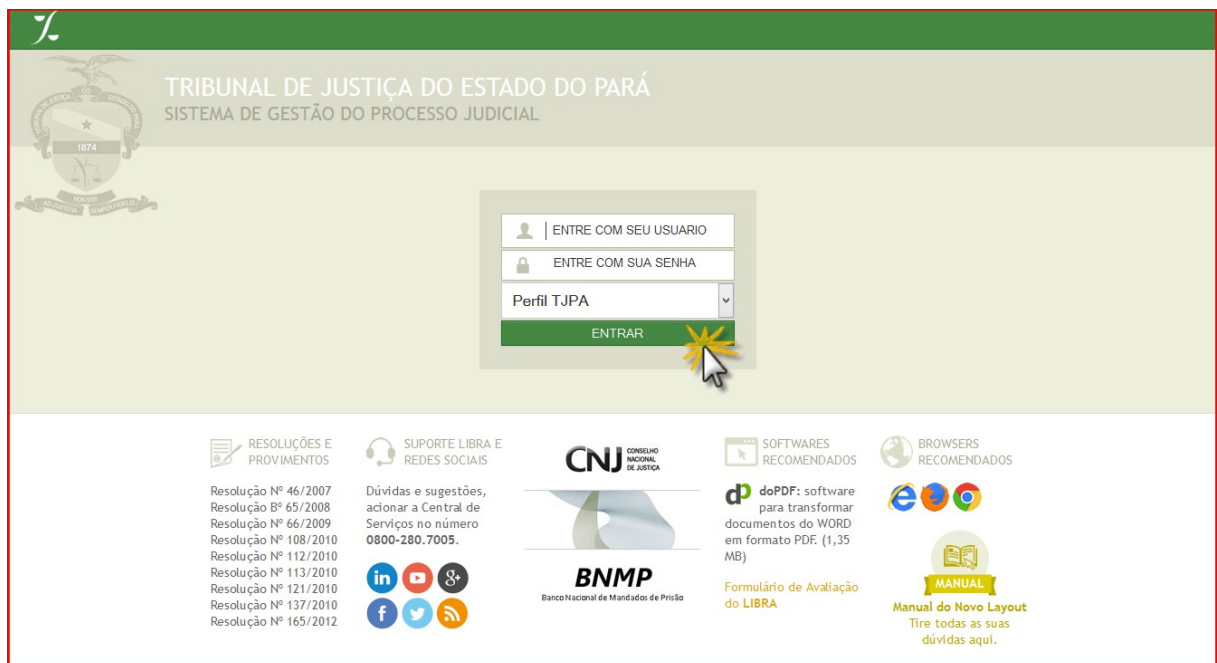 TRIBUNAL DE JUSTIÇA DO ESTADO DO PARÁ
SISTEMA DE GESTÃO DO PROCESSO JUDICIAL
1874
ENTRE COM SEU USUARIO
ENTRE COM SUA SENHA
Perfil TJPA
ENTRAR
RESOLUÇÕES E
PROVIMENTOS
Resolução Nº 46/2007
Resolução Bº 65/2008
Resolução Nº 66/2009
Resolução Nº 108/2010
Resolução Nº 112/2010
Resolução Nº 113/2010
Resolução Nº 121/2010
Resolução Nº 137/2010
Resolução Nº 165/2012
SUPORTE LIBRA E
REDES SOCIAIS
Dúvidas e sugestões,
acionar a Central de
Serviços no número
0800-280.7005.
in
8+
f
CNJ CONSELHO
NACIONAL
DE JUSTIÇA
BNMP
Banco Nacional de Mandados de Prisão
SOFTWARES
RECOMENDADOS
doPDF: software
para transformar
documentos do WORD
em formato PDF. (1,35
MB)
Formulário de Avaliação
do LIBRA
BROWSERS
RECOMENDADOS
MANUAL
Manual do Novo Layout
Tire todas as suas
dúvidas aqui.